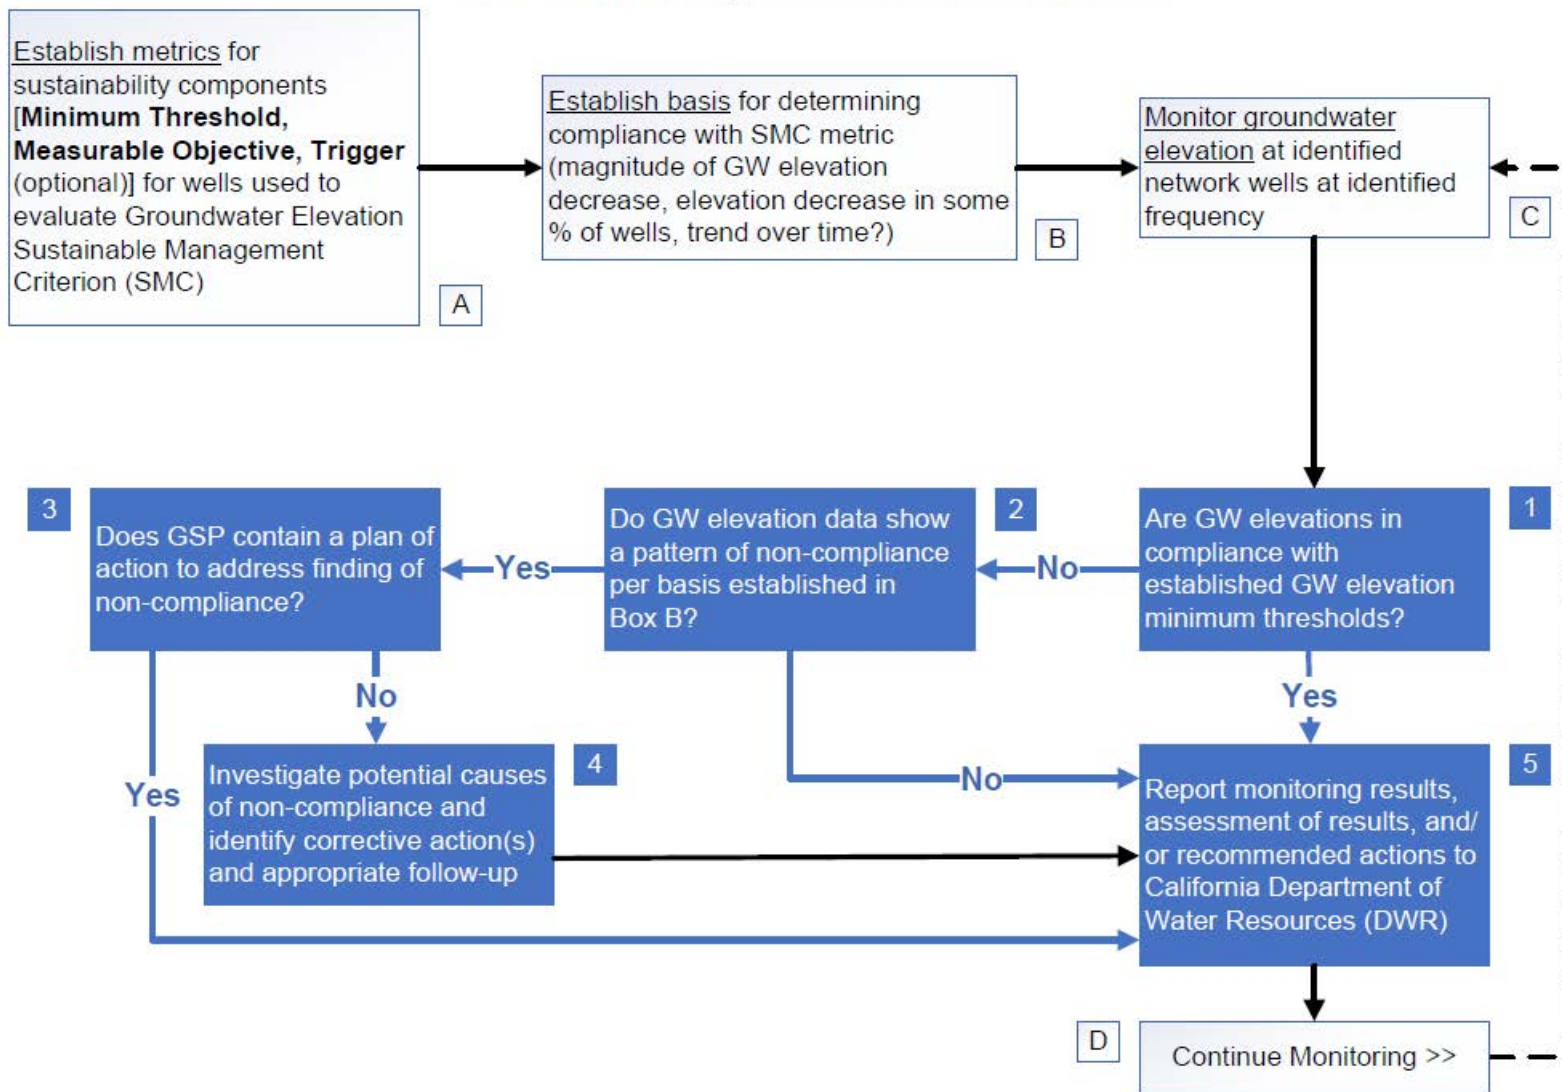 Establish metrics for
sustainability components
[Minimum Threshold,
Measurable Objective, Trigger
(optional)] for wells used to
evaluate Groundwater Elevation
Sustainable Management
Criterion (SMC)
A
Establish basis for determining
compliance with SMC metric
(magnitude of GW elevation
decrease, elevation decrease in some
% of wells, trend over time?)
B
Monitor groundwater
elevation at identified
network wells at identified
frequency
C
1
Are GW elevations in
compliance with
established GW elevation
minimum thresholds?
No
Yes
2
Do GW elevation data show
a pattern of non-compliance
per basis established in
Box B?
Yes
No
3
Does GSP contain a plan of
action to address finding of
non-compliance?
No
Yes
4
Investigate potential causes
of non-compliance and
identify corrective action(s)
and appropriate follow-up
5
Report monitoring results,
assessment of results, and/
or recommended actions to
California Department of
Water Resources (DWR)
D
Continue Monitoring >>